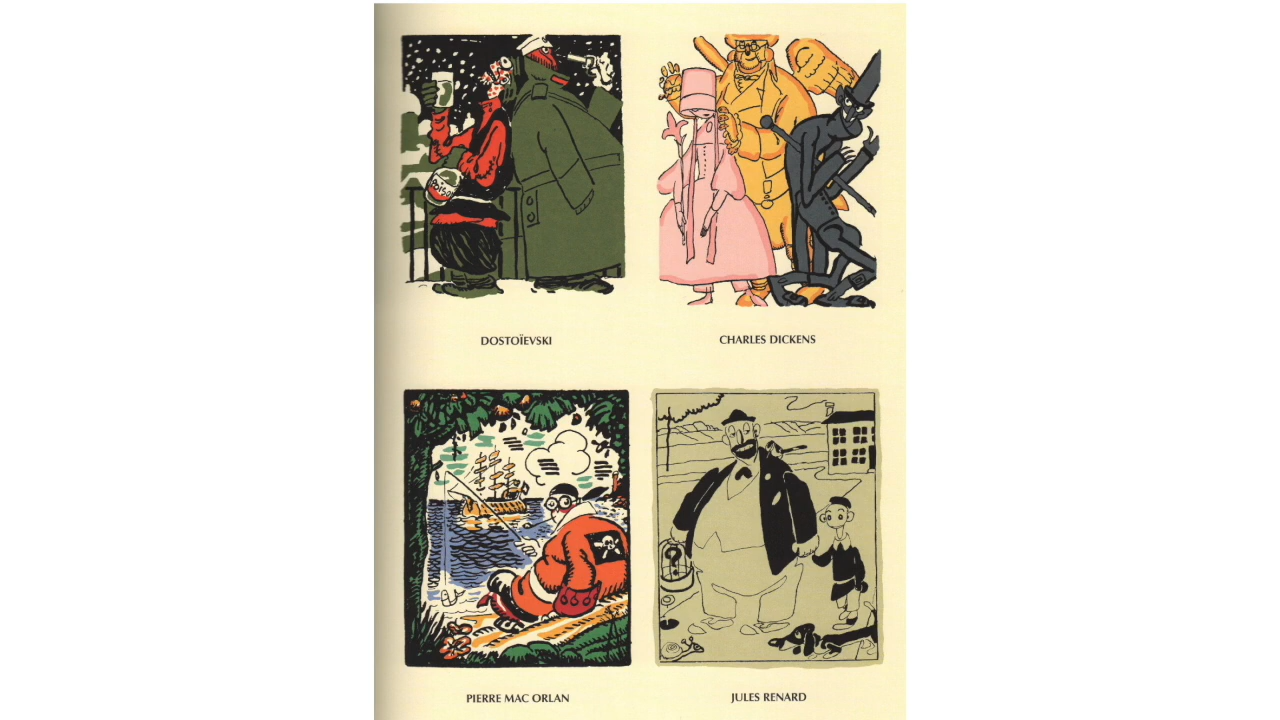 DOSTOÏEVSKI
CHARLES DICKENS
PIERRE MAC ORLAN
JULES RENARD
?